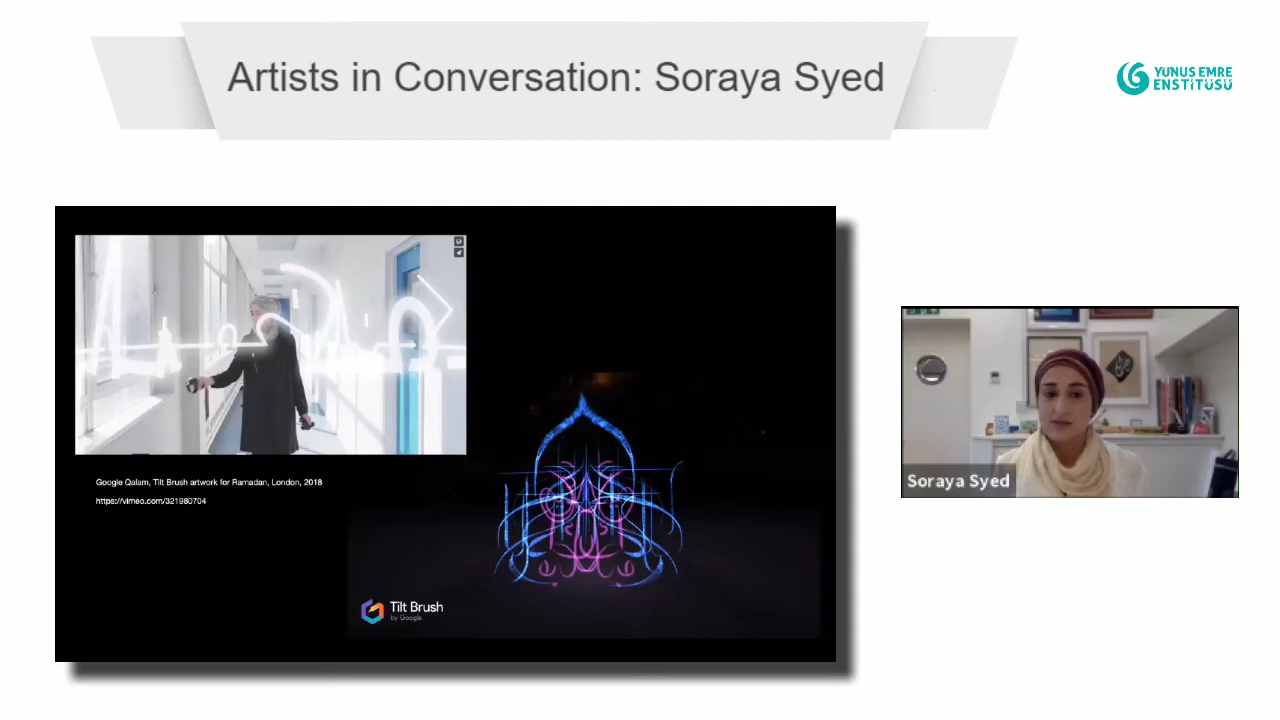 Artists in Conversation: Soraya Syed
YUNUS EMRE
ENSTİTÜSÜ
Google Qalam, Tilt Brush artwork for Ramadan, London, 2018
https://vimeo.com/321980704
Tilt Brush
by Google
Soraya Syed